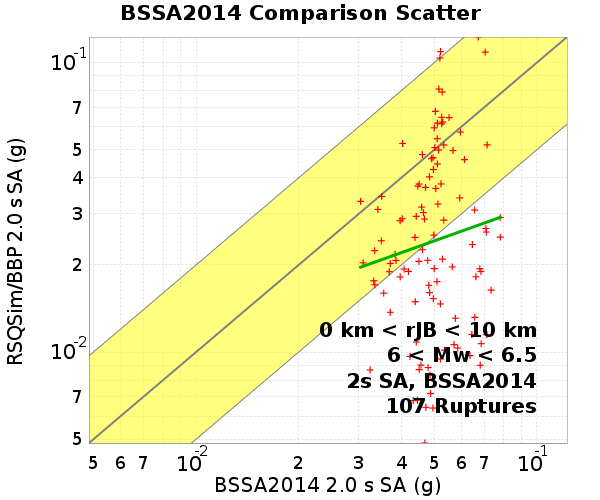 BSSA2014 Comparison Scatter
RSQSim/BBP 2.0 s SA (g)
10-1
7
5
4
3
2
10-2
7
5
0 km < rJB < 10 km
6 < Mw < 6.5
2s SA, BSSA2014
107 Ruptures
5 6 7 10-2 2 3 4 5 6 7 10-1
BSSA2014 2.0 s SA (g)